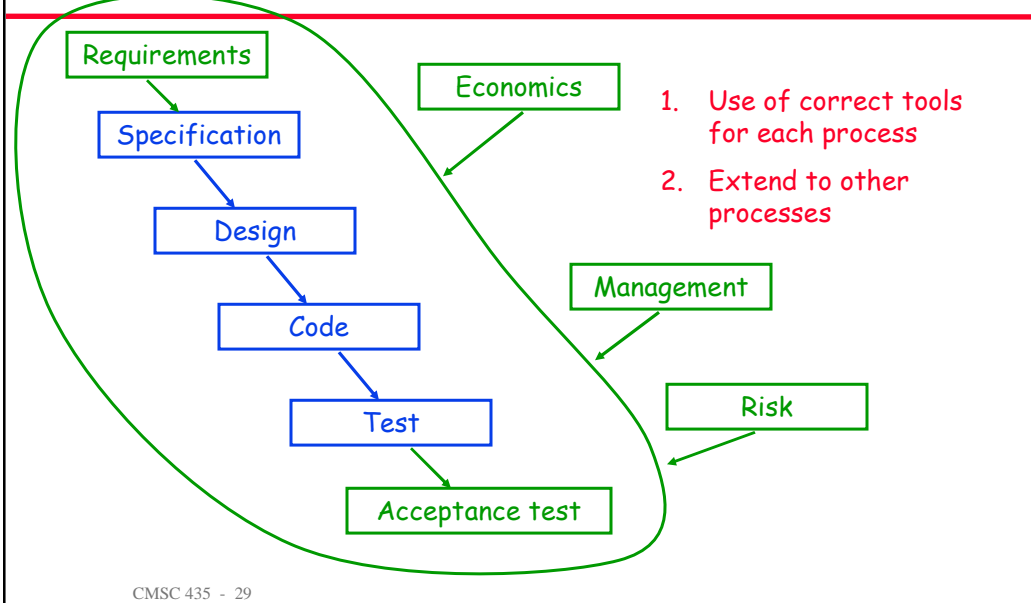 Requirements
Economics
1. Use of correct tools
for each process
Specification
2. Extend to other
processes
Design
Management
Code
Risk
Test
Acceptance test
CMSC 435 - 29